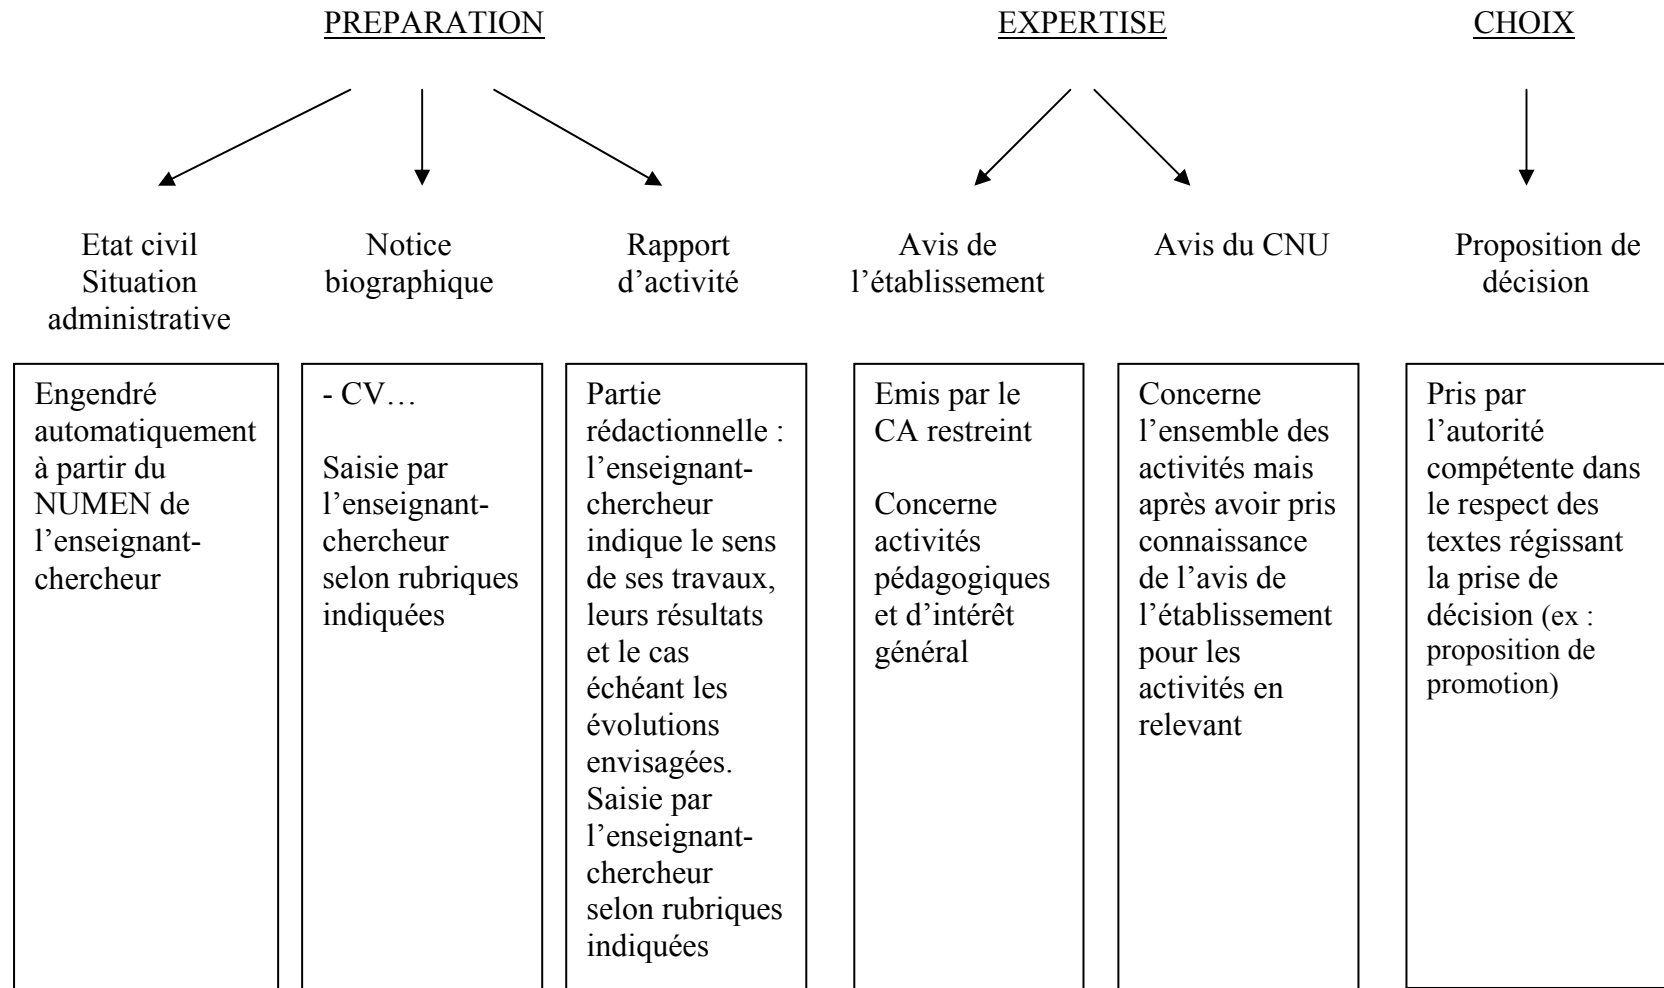 PREPARATION
EXPERTISE
CHOIX
Etat civil
Situation
administrative
Notice
biographique
Rapport
d’activité
Avis de
l’établissement
Avis du CNU
Proposition de
décision
Engendré
automatiquement
à partir du
NUMEN de
l’enseignant-
chercheur
- CV…
Saisie par
l’enseignant-
chercheur
selon rubriques
indiquées
Partie
rédactionnelle :
l’enseignant-
chercheur
indique le sens
de ses travaux,
leurs résultats
et le cas
échéant les
évolutions
envisagées.
Saisie par
l’enseignant-
chercheur
selon rubriques
indiquées
Emis par le
CA restreint
Concerne
activités
pédagogiques
et d’intérêt
général
Concerne
l’ensemble des
activités mais
après avoir pris
connaissance
de l’avis de
l’établissement
pour les
activités en
relevant
Pris par
l’autorité
compétente dans
le respect des
textes régissant
la prise de
décision (ex :
proposition de
promotion)